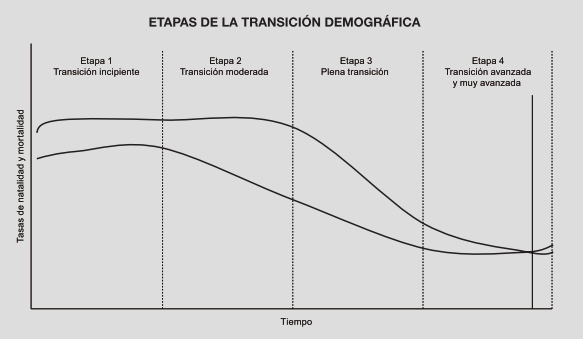 ETAPAS DE LA TRANSICIÓN DEMOGRÁFICA
Etapa 1
Transición incipiente
Etapa 2
Transición moderada
Etapa 3
Plena transición
Etapa 4
Transición avanzada
y muy avanzada
Tasas de natalidad y mortalidad
Tiempo